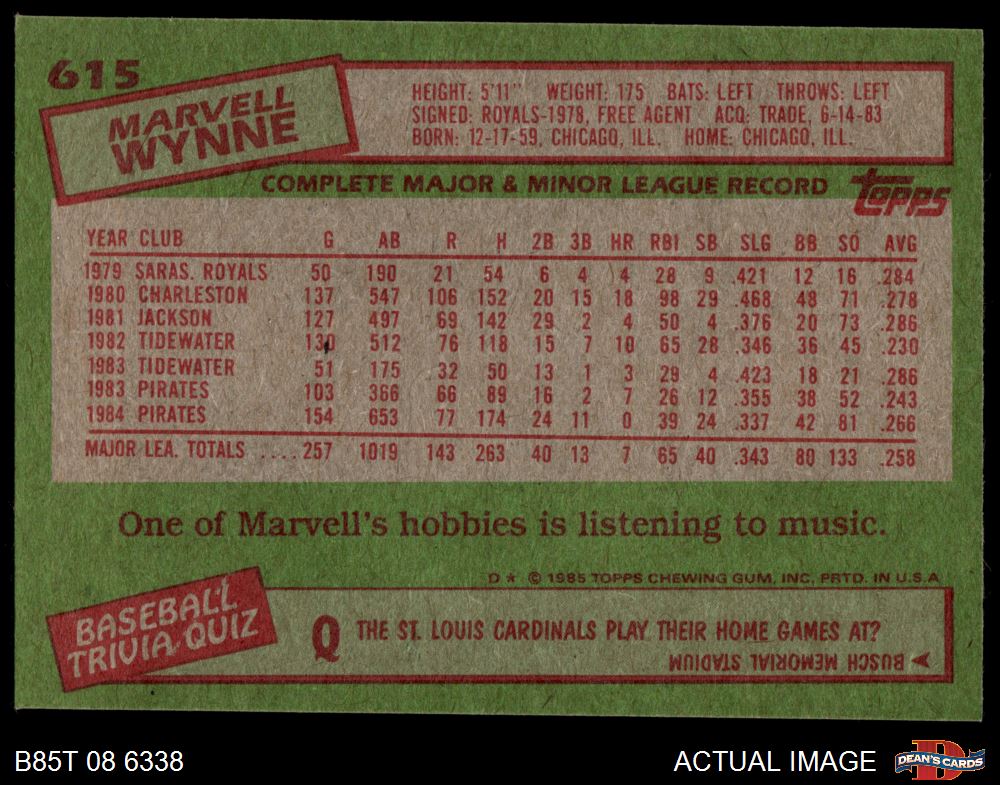 615
MARVELL
WYNNE
HEIGHT: 5'11" WEIGHT: 175 BATS: LEFT THROWS: LEFT
SIGNED: ROYALS-1978, FREE AGENT ACQ: TRADE, 6-14-83
BORN: 12-17-59, CHICAGO, ILL. HOME: CHICAGO, ILL.
COMPLETE MAJOR & MINOR LEAGUE RECORD
Topps
YEAR CLUB G AB R H 2B 3B HR RBI SB SLG BB SO AVG
1979 SARAS. ROYALS 50 190 21 54 6 4 4 28 9 .421 12 16 .284
1980 CHARLESTON 137 547 106 152 20 15 18 98 29 .468 48 71 .278
1981 JACKSON 127 497 69 142 29 2 4 50 4 .376 20 73 .286
1982 TIDEWATER 130 512 76 118 15 7 10 65 28 .346 36 45 .230
1983 TIDEWATER 51 175 32 50 13 1 3 29 4 .423 18 21 .286
1983 PIRATES 103 366 66 89 16 2 7 26 12 .355 38 52 .243
1984 PIRATES 154 653 77 174 24 11 0 39 24 .337 42 81 .266
MAJOR LEA. TOTALS .... 257 1019 143 263 40 13 7 65 40 .343 80 133 .258
One of Marvell's hobbies is listening to music.
D * © 1985 TOPPS CHEWING GUM, INC. PRTD. IN U.S.A
BASEBALL
TRIVIA QUIZ
Q THE ST. LOUIS CARDINALS PLAY THEIR HOME GAMES AT?
BUSCH MEMORIAL STADIUM
B85T 08 6338
ACTUAL IMAGE
D
DEAN'S CARDS